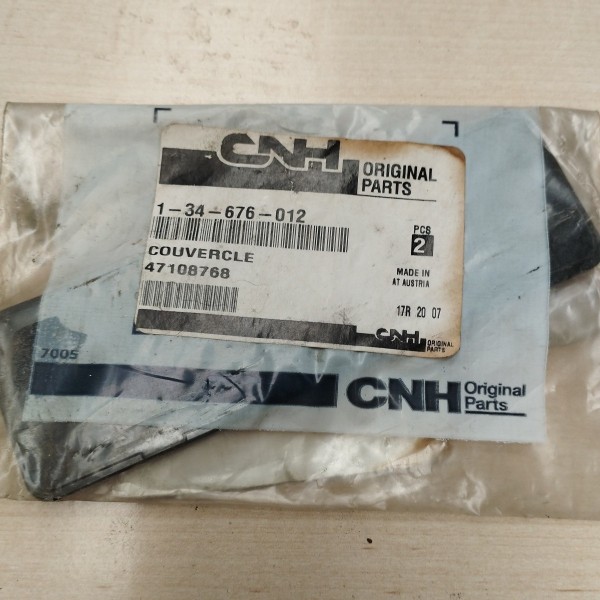 CNH
ORIGINAL
PARTS
1-34-676-012
PCS
2
COUVERCLE
47108768
MADE IN
AT AUSTRIA
17R 20 07
CNH ORIGINAL
PARTS
7005
CNH Original
Parts